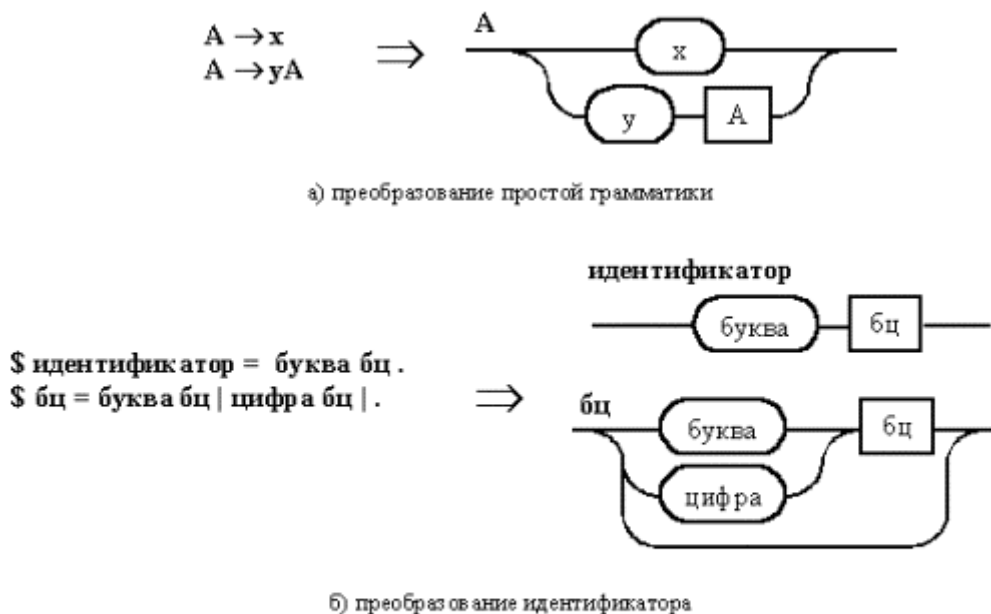 A → x
A → yA
⇒
A
x
y A
а) преобразование простой грамматики
идентификатор
буква бц
$ идентификатор = буква бц .
$ бц = буква бц | цифра бц | .
⇒
бц
буква бц
цифра
б) преобразование идентификатора